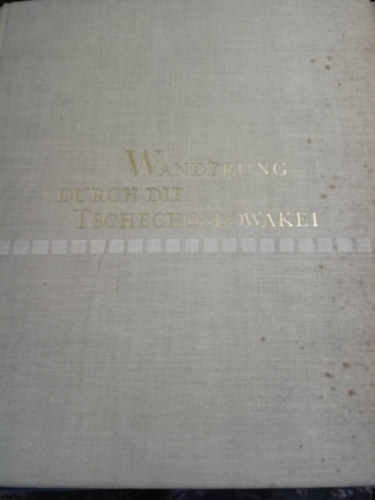 WANDERUNG
DURCH DIE
TSCHECHOSLOWAKEI